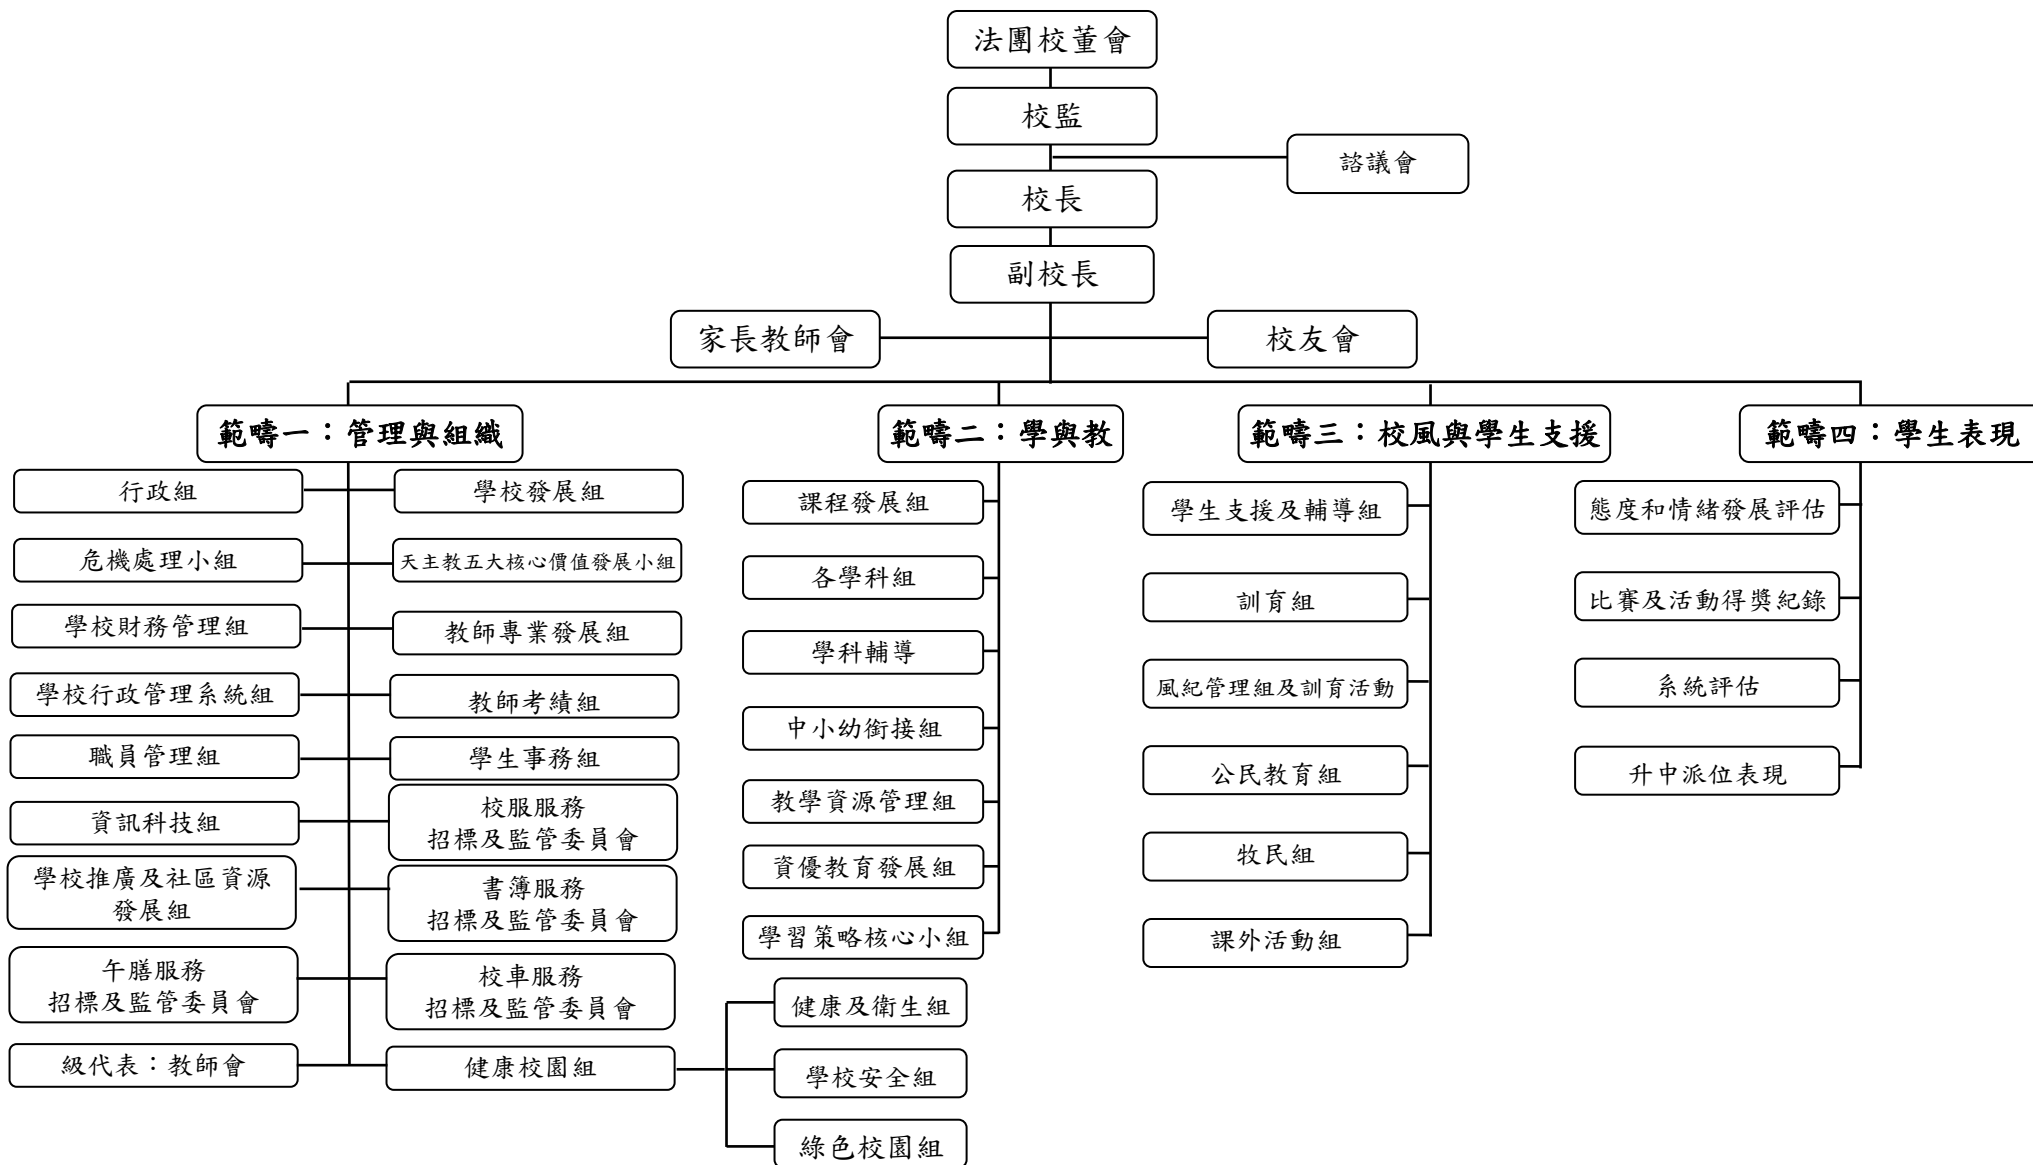 法團校董會
校監
諮議會
校長
副校長
家長教師會
校友會
範疇一：管理與組織
範疇二：學與教
範疇三：校風與學生支援
範疇四：學生表現
行政組
學校發展組
危機處理小組
天主教五大核心價值發展小組
學校財務管理組
教師專業發展組
學校行政管理系統組
教師考績組
職員管理組
學生事務組
資訊科技組
校服服務
招標及監管委員會
學校推廣及社區資源
發展組
書簿服務
招標及監管委員會
午膳服務
招標及監管委員會
校車服務
招標及監管委員會
級代表：教師會
健康校園組
健康及衛生組
學校安全組
綠色校園組
課程發展組
各學科組
學科輔導
中小幼銜接組
教學資源管理組
資優教育發展組
學習策略核心小組
學生支援及輔導組
訓育組
風紀管理組及訓育活動
公民教育組
牧民組
課外活動組
態度和情緒發展評估
比賽及活動得獎紀錄
系統評估
升中派位表現